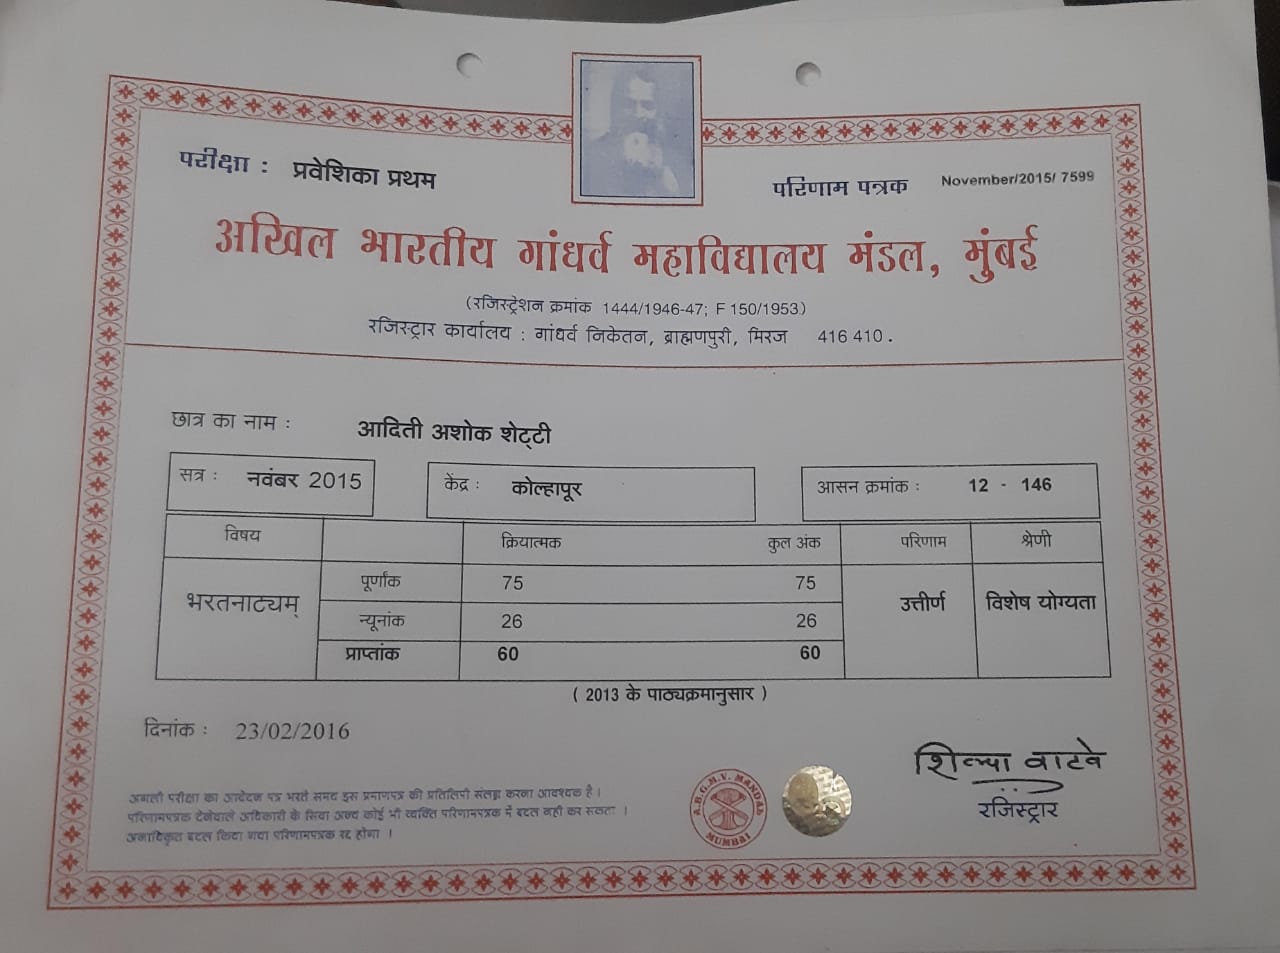 परीक्षा : प्रवेशिका प्रथम
परिणाम पत्रक November/2015/ 7599
अखिल भारतीय गांधर्व महाविद्यालय मंडल, मुंबई
(रजिस्ट्रेशन क्रमांक 1444/1946-47; F 150/1953)
रजिस्ट्रार कार्यालय : गांधर्व निकेतन, ब्राह्मणपुरी, मिरज 416 410.
छात्र का नाम : आदिती अशोक शेट्टी
सत्र : नवंबर 2015 केंद्र : कोल्हापूर आसन क्रमांक : 12 - 146
विषय क्रियात्मक कुल अंक परिणाम श्रेणी
पूर्णांक 75 75
भरतनाट्यम् उत्तीर्ण विशेष योग्यता
न्यूनांक 26 26
प्राप्तांक 60 60
( 2013 के पाठ्यक्रमानुसार )
दिनांक : 23/02/2016
शिल्पा वाटवे
रजिस्ट्रार
अगली परीक्षा का आवेदन पत्र भरते समय इस प्रमाणपत्र की प्रतिलिपी संलग्न करना आवश्यक है ।
परिणामपत्रक देनेवाले अधिकारी के सिवा अन्य कोई भी व्यक्ति परिणामपत्रक में बदल नही कर सकता ।
अनाधिकृत बदल किया गया परिणामपत्रक रद्द होगा ।
A.B.G.M.V. MANDAL
MUMBAI